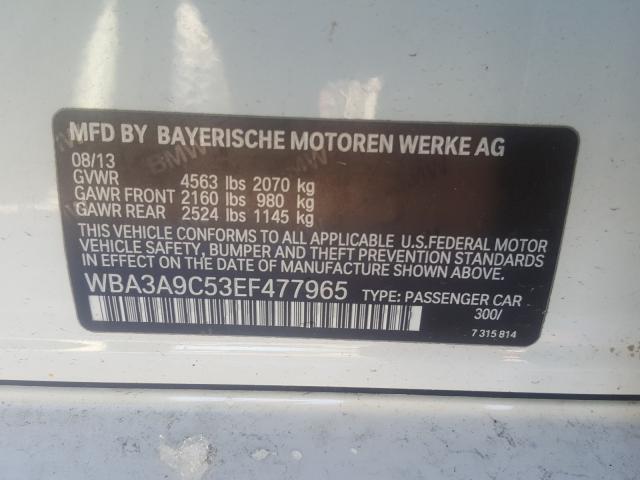 MFD BY BAYERISCHE MOTOREN WERKE AG
08/13
GVWR 4563 lbs 2070 kg
GAWR FRONT 2160 lbs 980 kg
GAWR REAR 2524 lbs 1145 kg
THIS VEHICLE CONFORMS TO ALL APPLICABLE U.S.FEDERAL MOTOR
VEHICLE SAFETY, BUMPER AND THEFT PREVENTION STANDARDS
IN EFFECT ON THE DATE OF MANUFACTURE SHOWN ABOVE.
WBA3A9C53EF477965 TYPE: PASSENGER CAR
300/
7 315 814